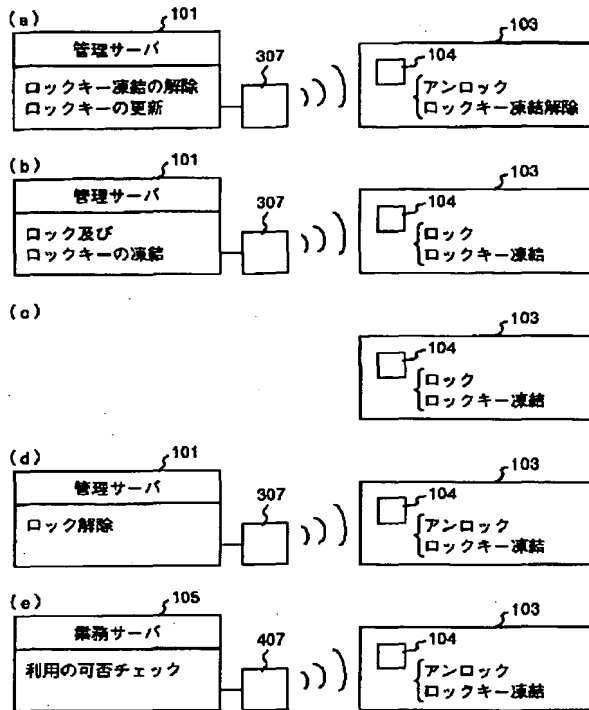 (a)
101
管理サーバ
ロックキー凍結の解除
ロックキーの更新
307
103
104
アンロック
ロックキー凍結解除
(b)
101
管理サーバ
ロック及び
ロックキーの凍結
307
103
104
ロック
ロックキー凍結
(c)
103
104
ロック
ロックキー凍結
(d)
101
管理サーバ
ロック解除
307
103
104
アンロック
ロックキー凍結
(e)
105
業務サーバ
利用の可否チェック
407
103
104
アンロック
ロックキー凍結